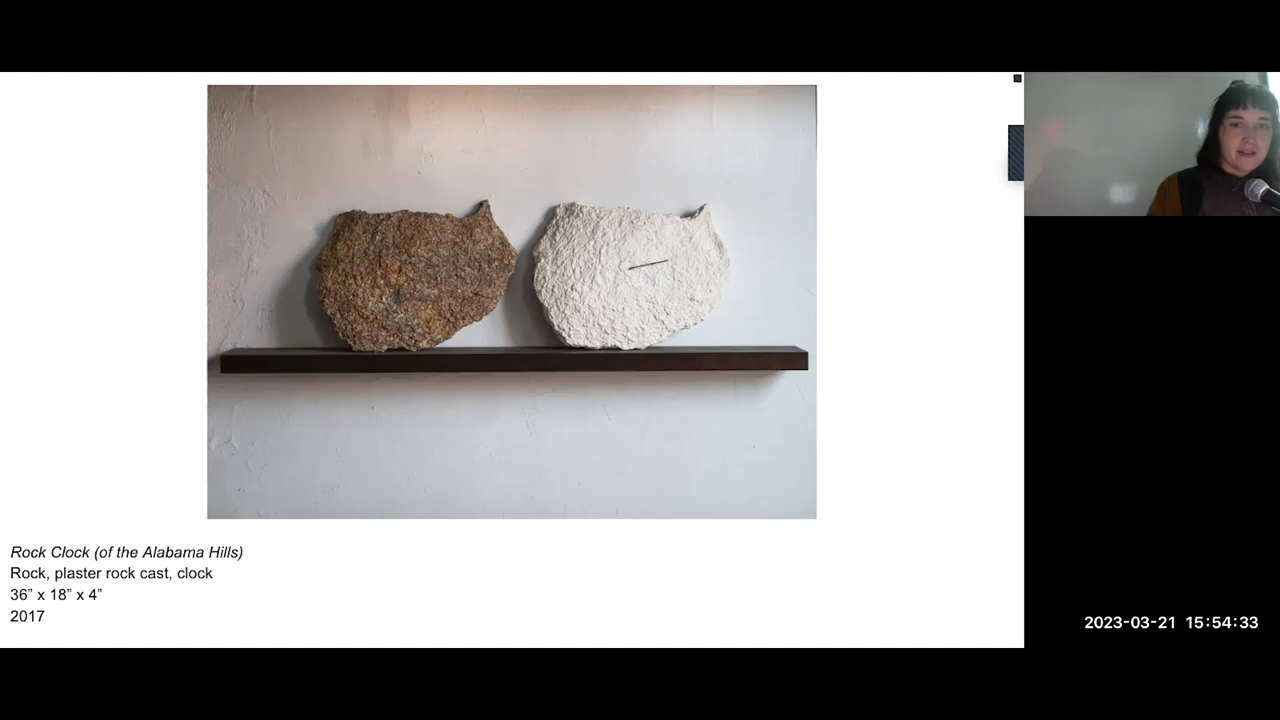 Rock Clock (of the Alabama Hills)
Rock, plaster rock cast, clock
36” x 18” x 4”
2017
2023-03-21 15:54:33